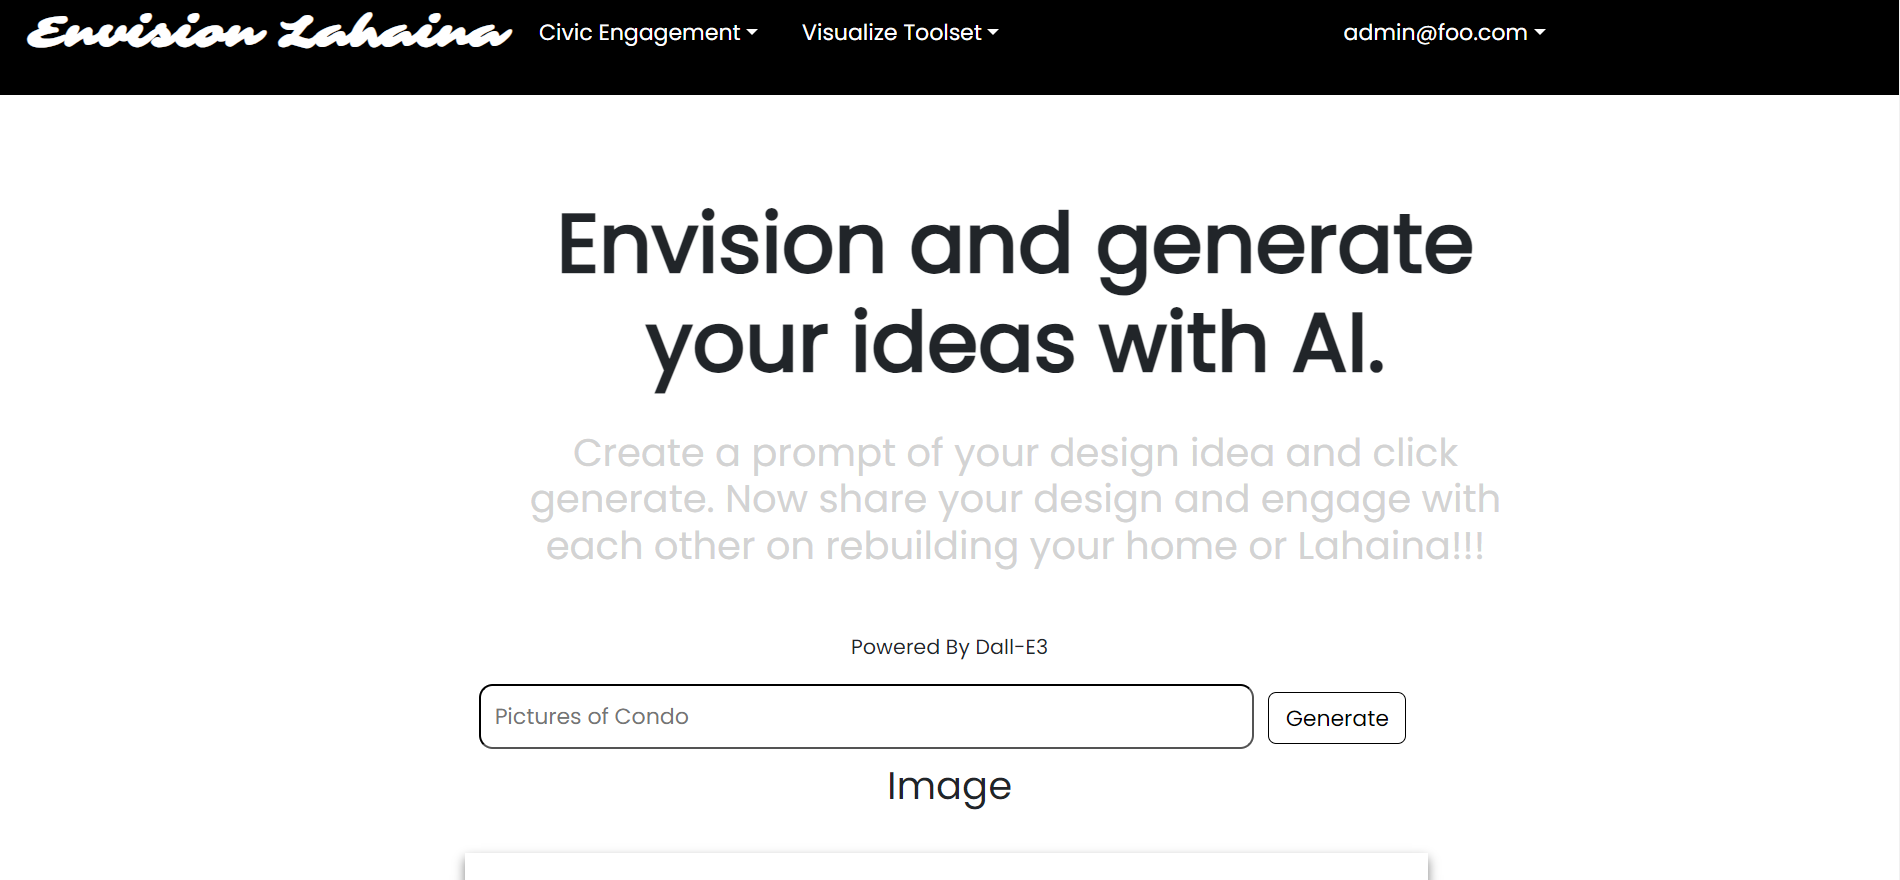 Envision Lahaina Civic Engagement Visualize Toolset admin@foo.com
Envision and generate
your ideas with AI.
Create a prompt of your design idea and click
generate. Now share your design and engage with
each other on rebuilding your home or Lahaina!!!
Powered By Dall-E3
Pictures of Condo Generate
Image